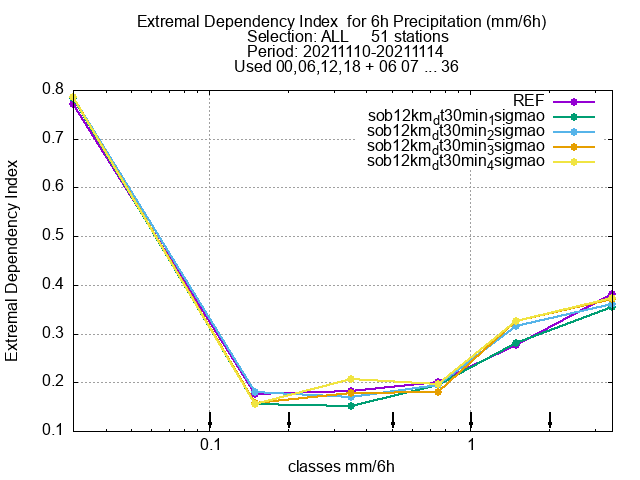 Extremal Dependency Index  for 6h Precipitation (mm/6h)
Selection: ALL     51 stations
Period: 20211110-20211114
Used 00,06,12,18 + 06 07 ... 36
REF
sob12km_dt30min_1sigmao
sob12km_dt30min_2sigmao
sob12km_dt30min_3sigmao
sob12km_dt30min_4sigmao
Extremal Dependency Index
0.8
0.7
0.6
0.5
0.4
0.3
0.2
0.1
0.1
1
classes mm/6h